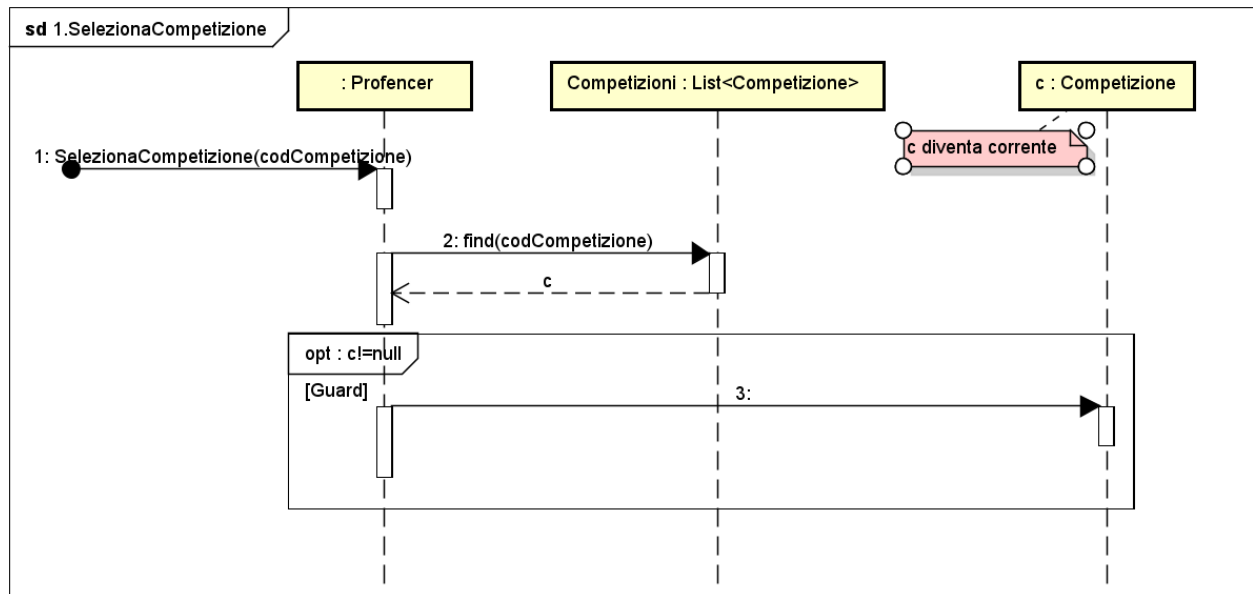 sd 1.SelezionaCompetizione
: Profencer
Competizioni : List<Competizione>
c : Competizione
c diventa corrente
1: SelezionaCompetizione(codCompetizione)
2: find(codCompetizione)
c
opt : c!=null
[Guard]
3: